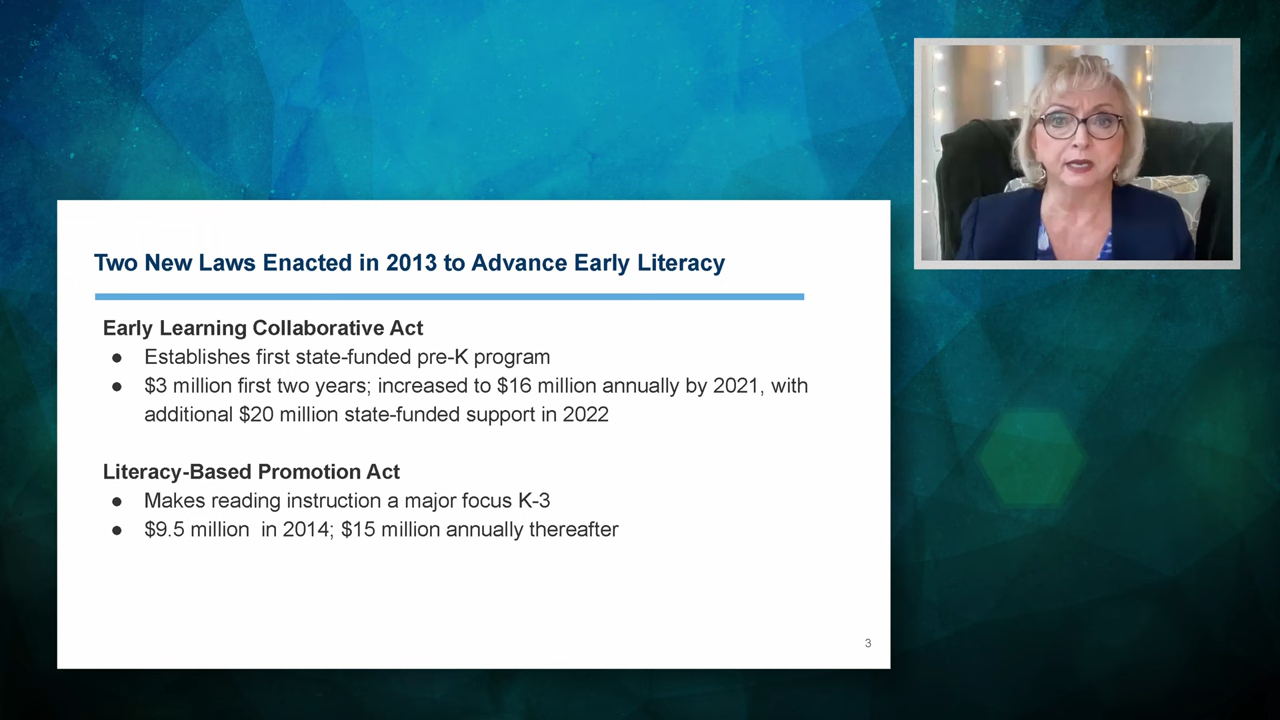 Two New Laws Enacted in 2013 to Advance Early Literacy
Early Learning Collaborative Act
● Establishes first state-funded pre-K program
● $3 million first two years; increased to $16 million annually by 2021, with
additional $20 million state-funded support in 2022
Literacy-Based Promotion Act
● Makes reading instruction a major focus K-3
● $9.5 million  in 2014; $15 million annually thereafter
3